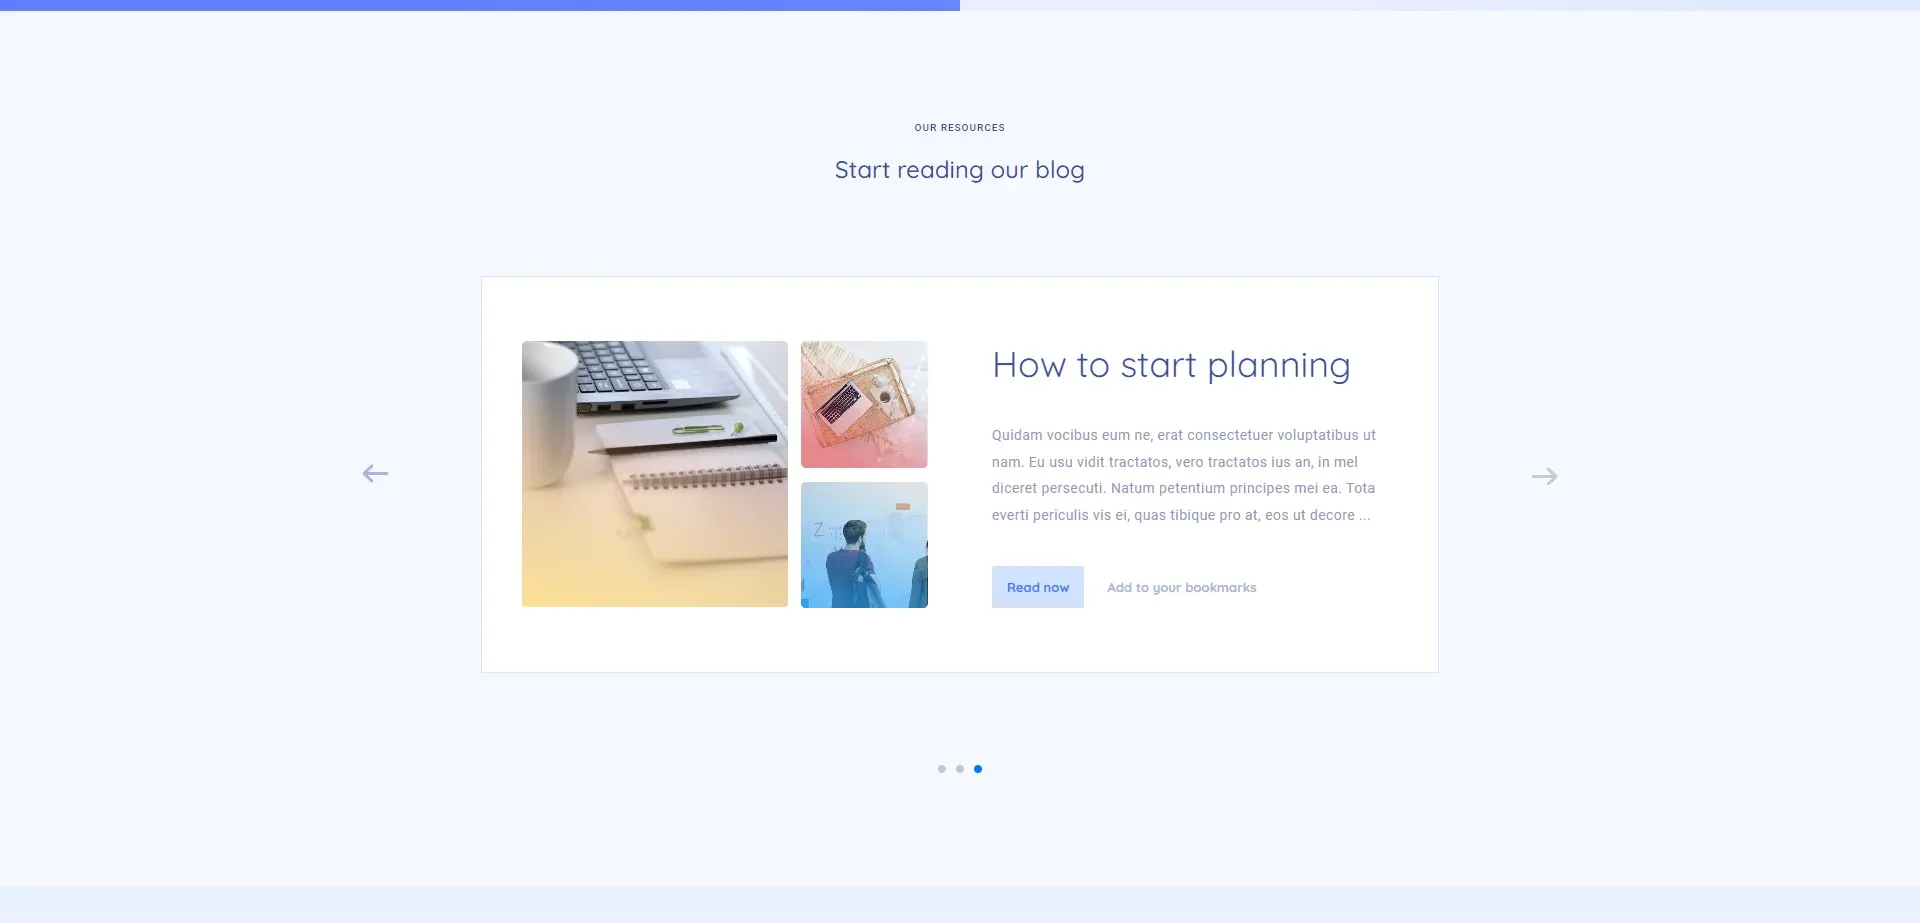 OUR RESOURCES
Start reading our blog
How to start planning
Quidam vocibus eum ne, erat consectetuer voluptatibus ut
nam. Eu usu vidit tractatos, vero tractatos ius an, in mel
diceret persecuti. Natum petentium principes mei ea. Tota
everti periculis vis ei, quas tibique pro at, eos ut decore ...
Read now
Add to your bookmarks